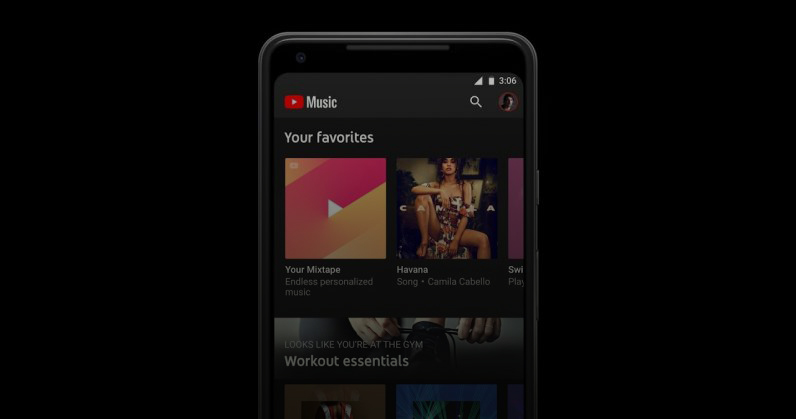 3:06
Music
Your favorites
CAMILA
Your Mixtape
Endless personalized
music
Havana
Song • Camila Cabello
Swi
Play
LOOKS LIKE YOU'RE AT THE GYM
Workout essentials